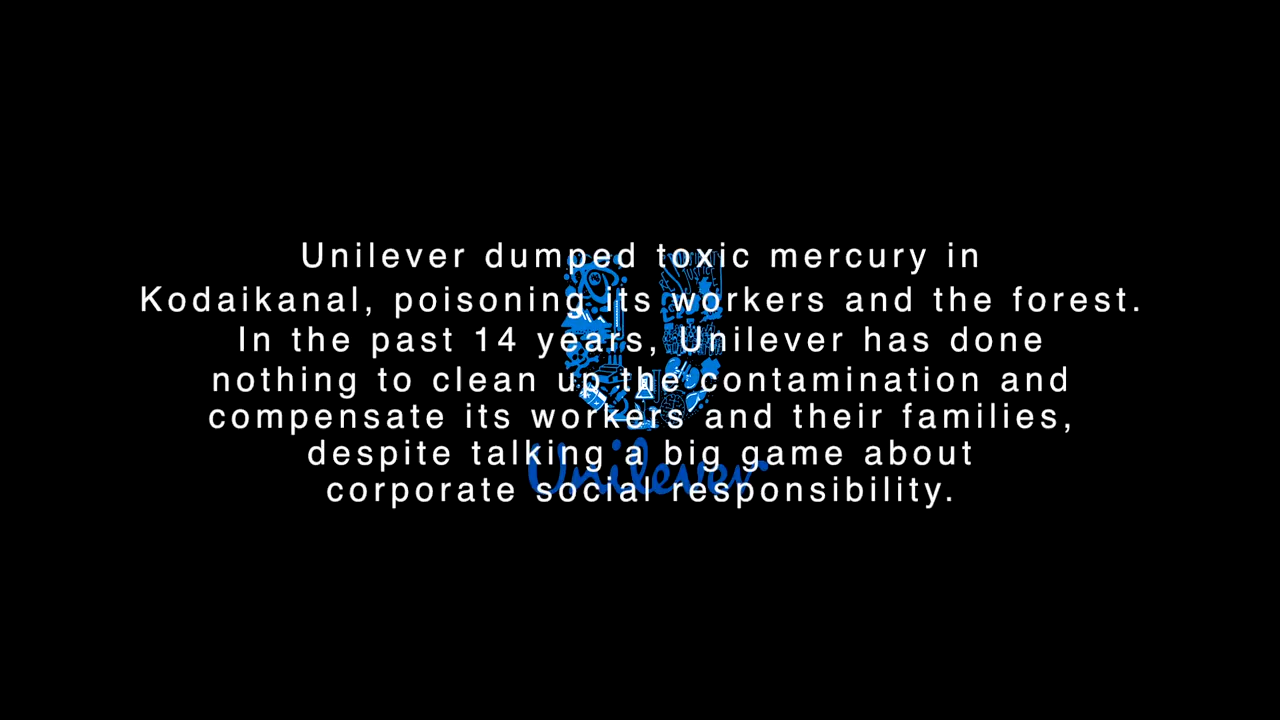 Unilever dumped toxic mercury in
Kodaikanal, poisoning its workers and the forest.
In the past 14 years, Unilever has done
nothing to clean up the contamination and
compensate its workers and their families,
despite talking a big game about
corporate social responsibility.
Unilever